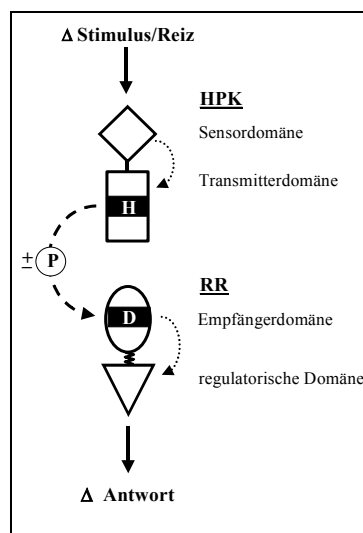 Δ Stimulus/Reiz
HPK
Sensordomäne
Transmitterdomäne
H
± P
RR
D
Empfängerdomäne
regulatorische Domäne
Δ Antwort